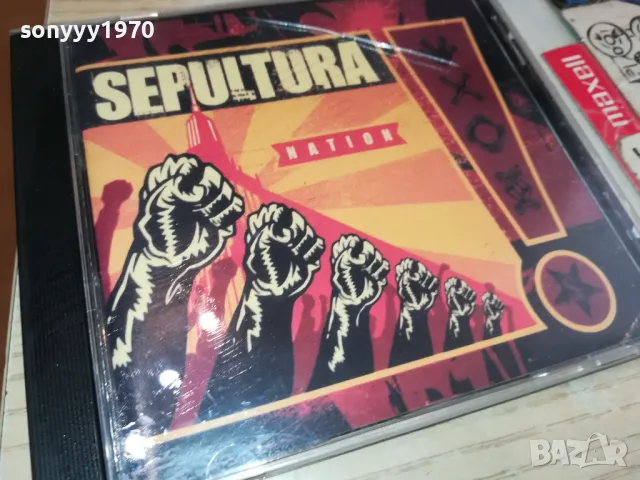 sonyyy1970
SEPULTURA
NATION
maxell
BAZAR